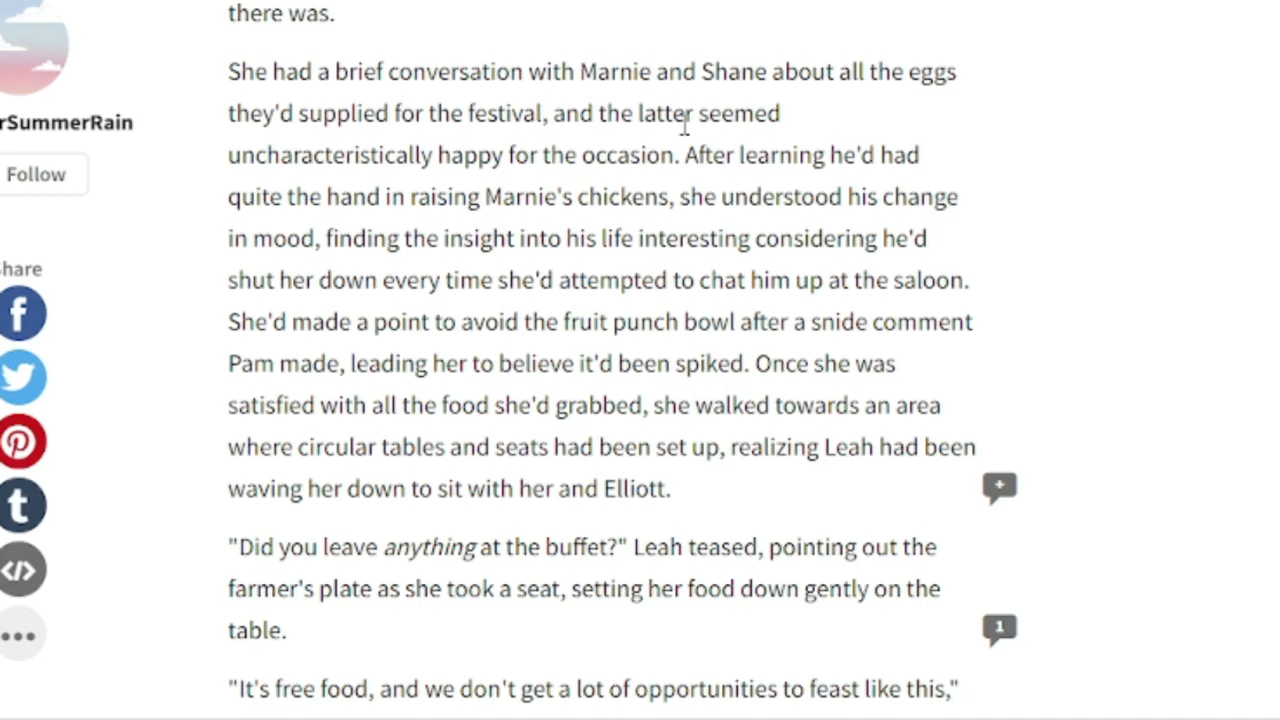 there was.
She had a brief conversation with Marnie and Shane about all the eggs
they'd supplied for the festival, and the latter seemed
uncharacteristically happy for the occasion. After learning he'd had
quite the hand in raising Marnie's chickens, she understood his change
in mood, finding the insight into his life interesting considering he'd
shut her down every time she'd attempted to chat him up at the saloon.
She'd made a point to avoid the fruit punch bowl after a snide comment
Pam made, leading her to believe it'd been spiked. Once she was
satisfied with all the food she'd grabbed, she walked towards an area
where circular tables and seats had been set up, realizing Leah had been
waving her down to sit with her and Elliott.
+
"Did you leave anything at the buffet?" Leah teased, pointing out the
farmer's plate as she took a seat, setting her food down gently on the
table.
1
"It's free food, and we don't get a lot of opportunities to feast like this,"
rSummerRain
Follow
Share
f
t
</>